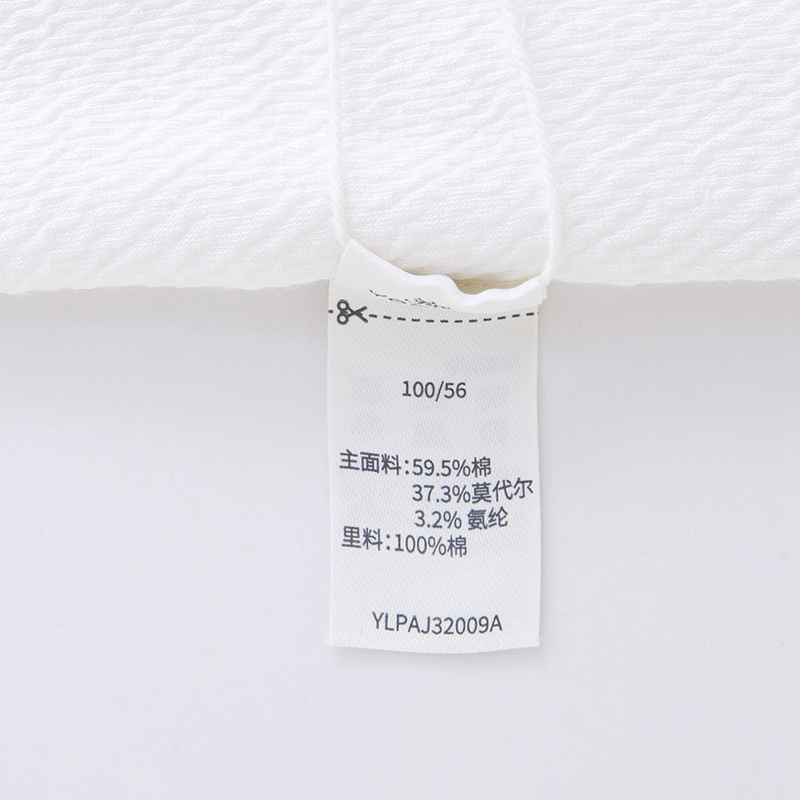 100/56
主面料:59.5%棉
37.3%莫代尔
3.2% 氨纶
里料:100%棉
YLPAJ32009A